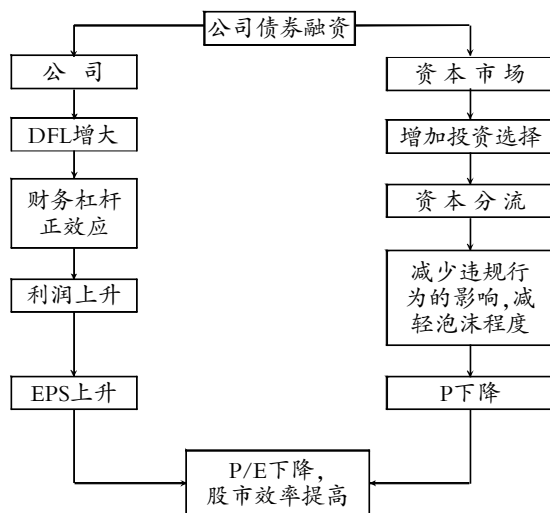 公司债券融资
公 司
DFL增大
财务杠杆
正效应
利润上升
EPS上升
资 本 市 场
增加投资选择
资 本 分 流
减少违规行
为的影响,减
轻泡沫程度
P下降
P/E下降,
股市效率提高